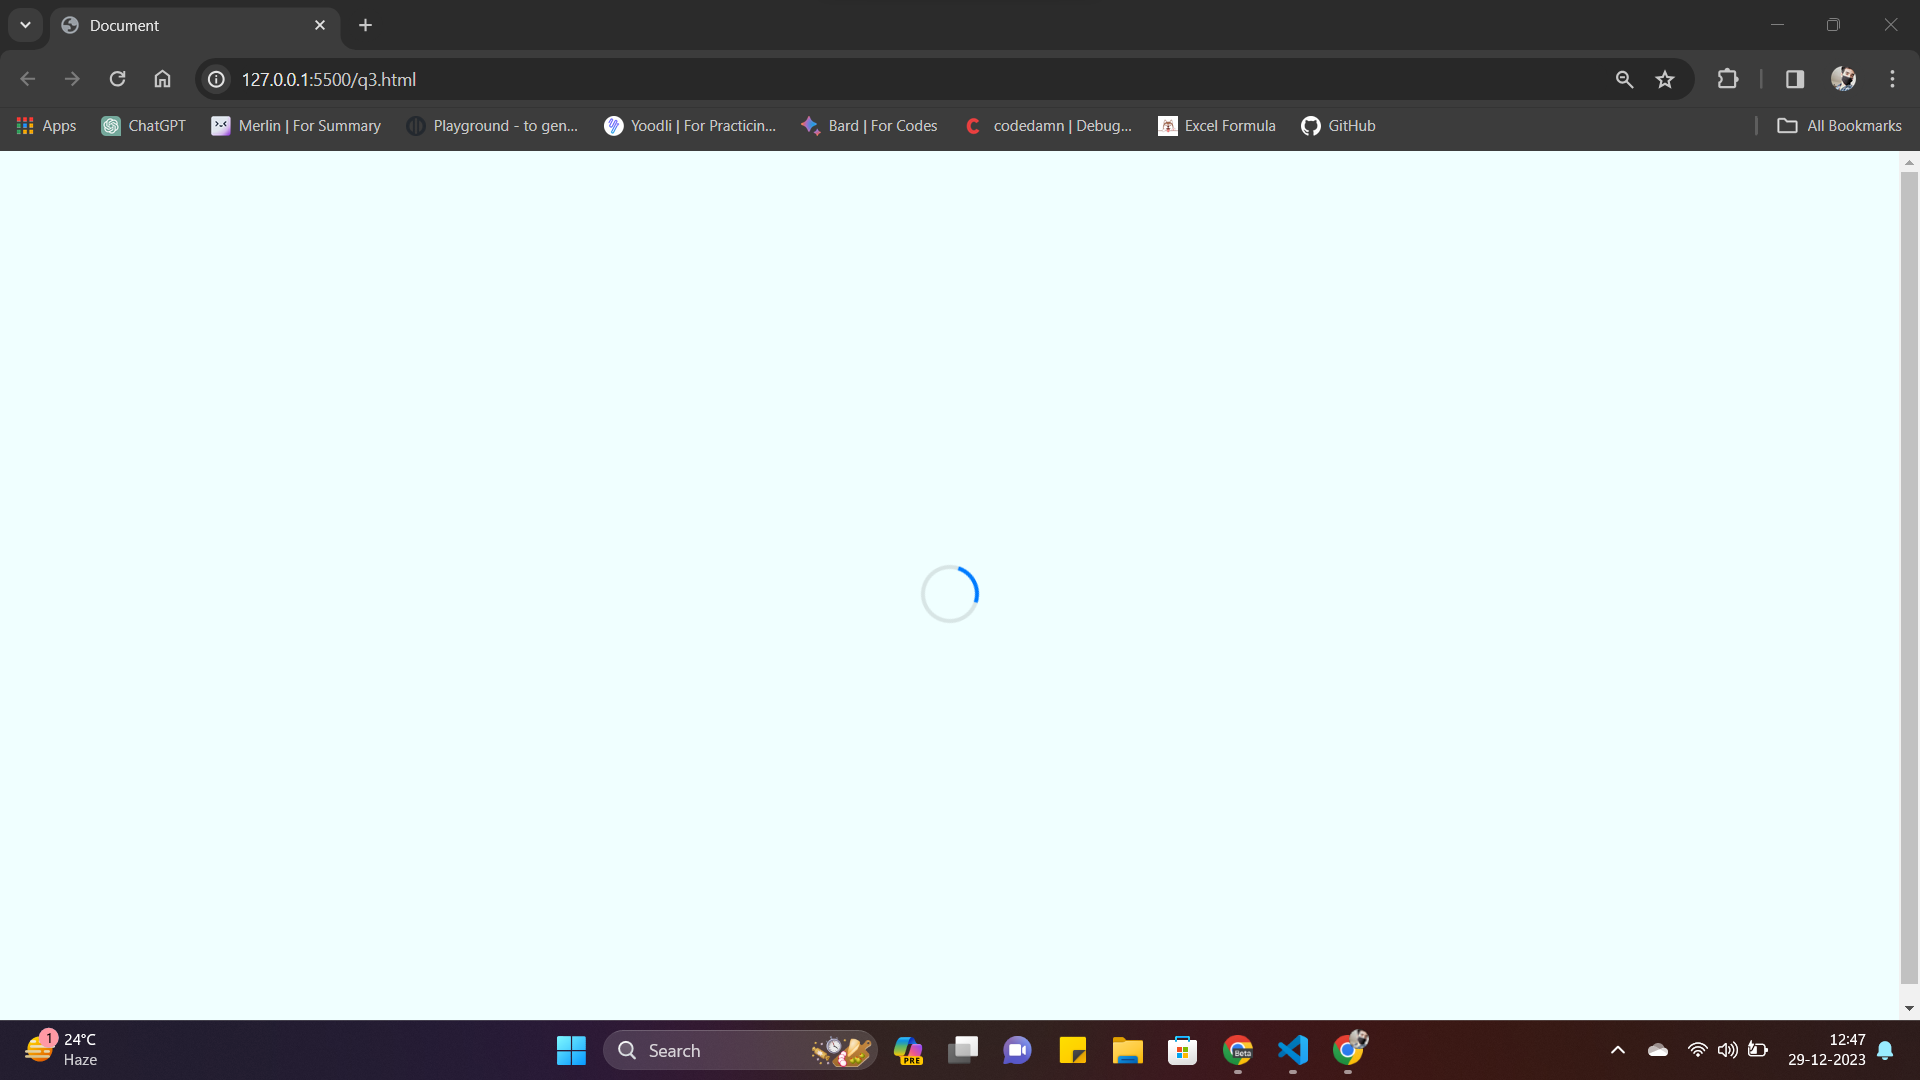 Document
127.0.0.1:5500/q3.html
Apps
ChatGPT
Merlin | For Summary
Playground - to gen...
Yoodli | For Practicin...
Bard | For Codes
codedamn | Debug...
Excel Formula
GitHub
All Bookmarks
1
24°C
Haze
Search
PRE
Beta
12:47
29-12-2023